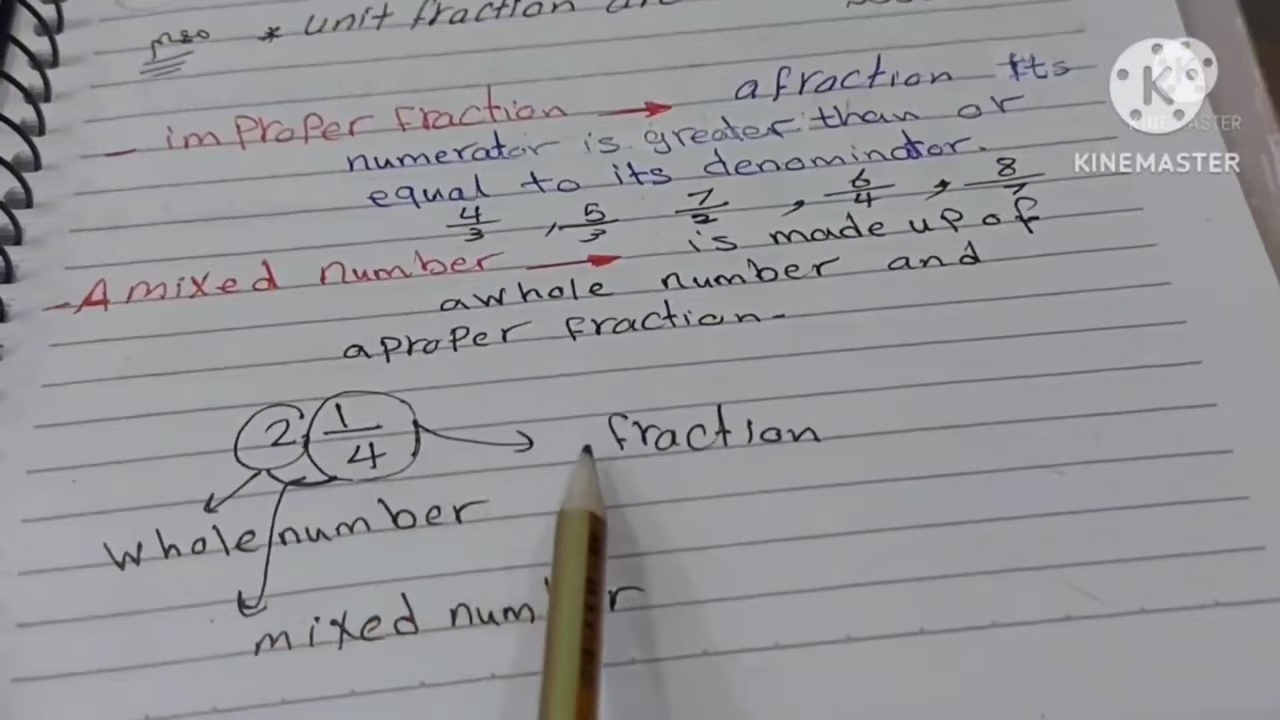 * unit fraction
- improper fraction → a fraction its
numerator is greater than or
equal to its denominator.
4/3 , 5/3 7/2 , 6/4 , 8/7
- A mixed number → is made up of
a whole number and
a proper fraction.
2 1/4 → fraction
whole number
mixed number
KINEMASTER
KINEMASTER